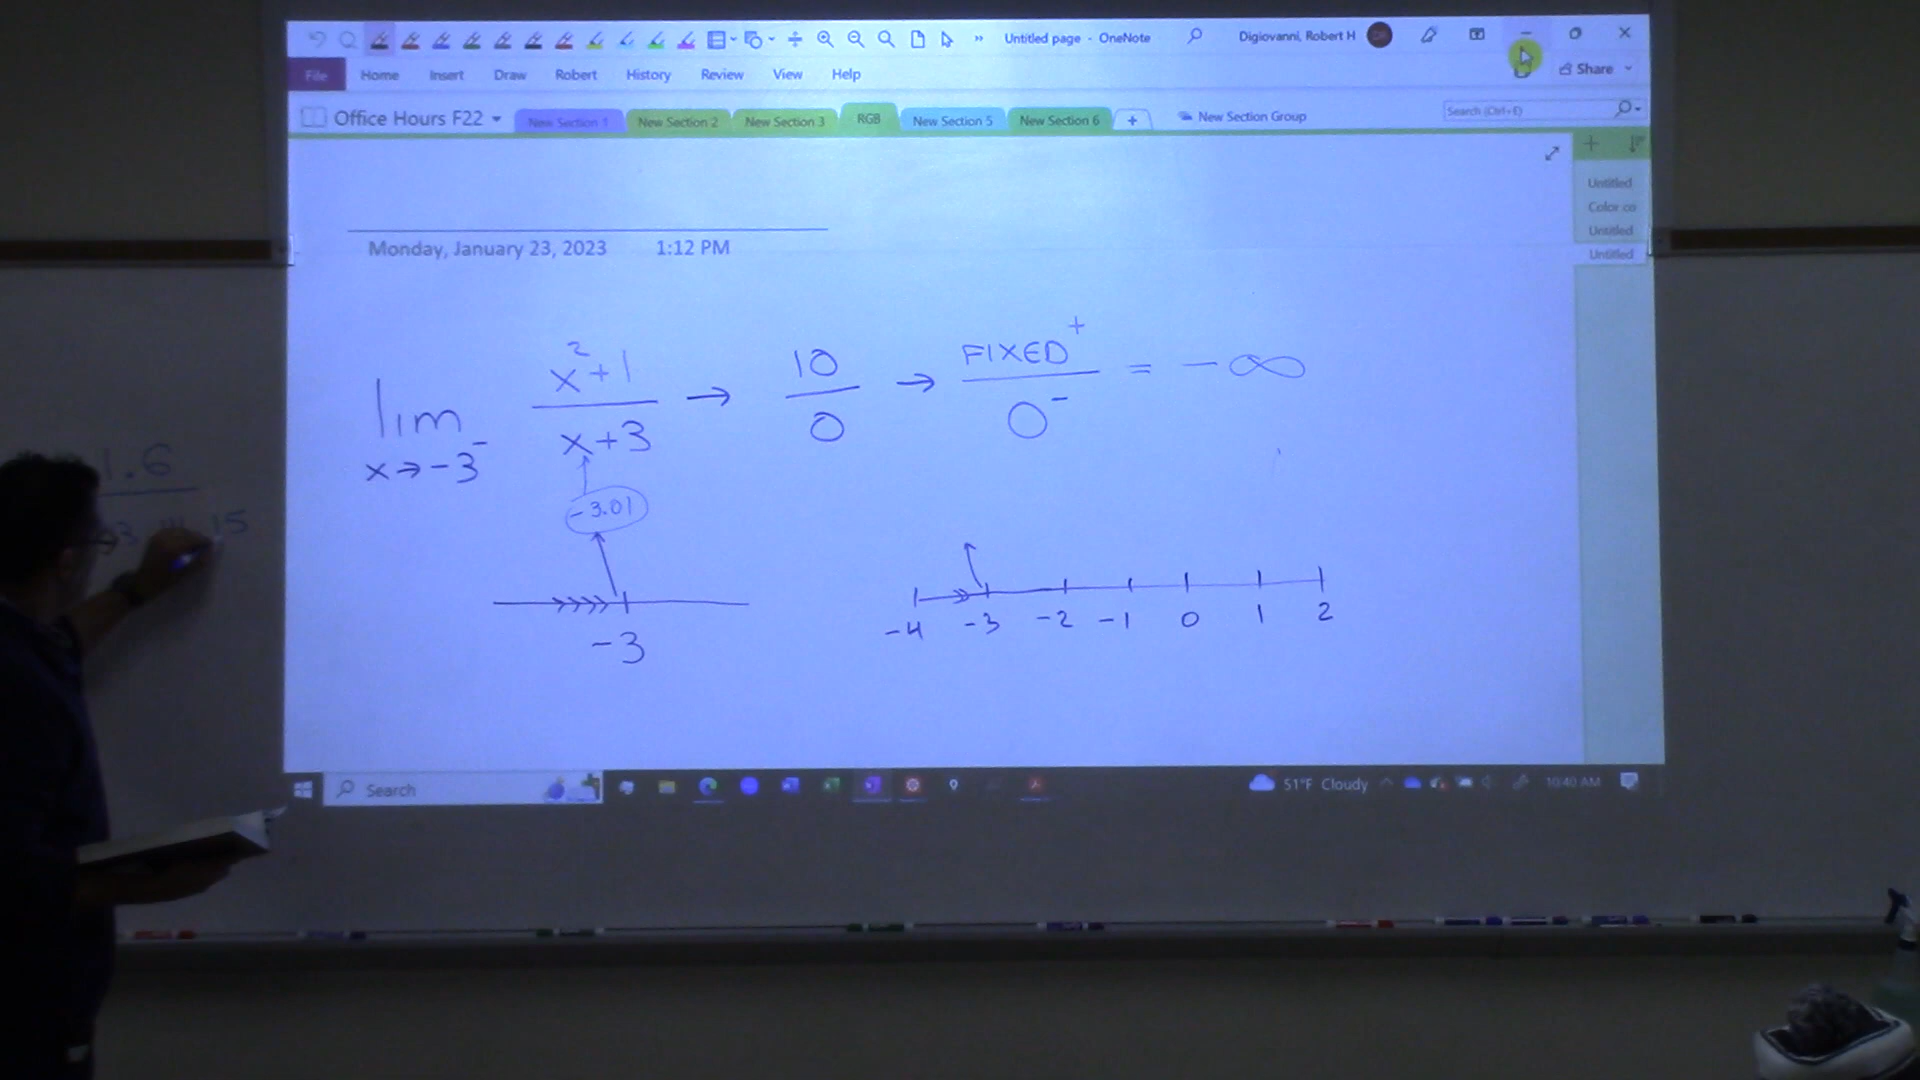 Untitled page - OneNote
Digiovanni, Robert H
File Home Insert Draw Robert History Review View Help
Share
Office Hours F22 New Section 1 New Section 2 New Section 3 RGB New Section 5 New Section 6 + New Section Group
Search (Ctrl+E)
Untitled
Color co
Untitled
Untitled
Monday, January 23, 2023 1:12 PM
lim x→-3⁻ (x²+1)/(x+3) → 10/0 → FIXED⁺/0⁻ = -∞
-3.01
-3
-4 -3 -2 -1 0 1 2
1.6
15
Search
51°F Cloudy
10:40 AM